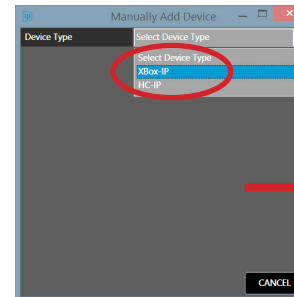 Manually Add Device
Device Type
Select Device Type
Select Device Type
XBox-IP
HC-IP
CANCEL